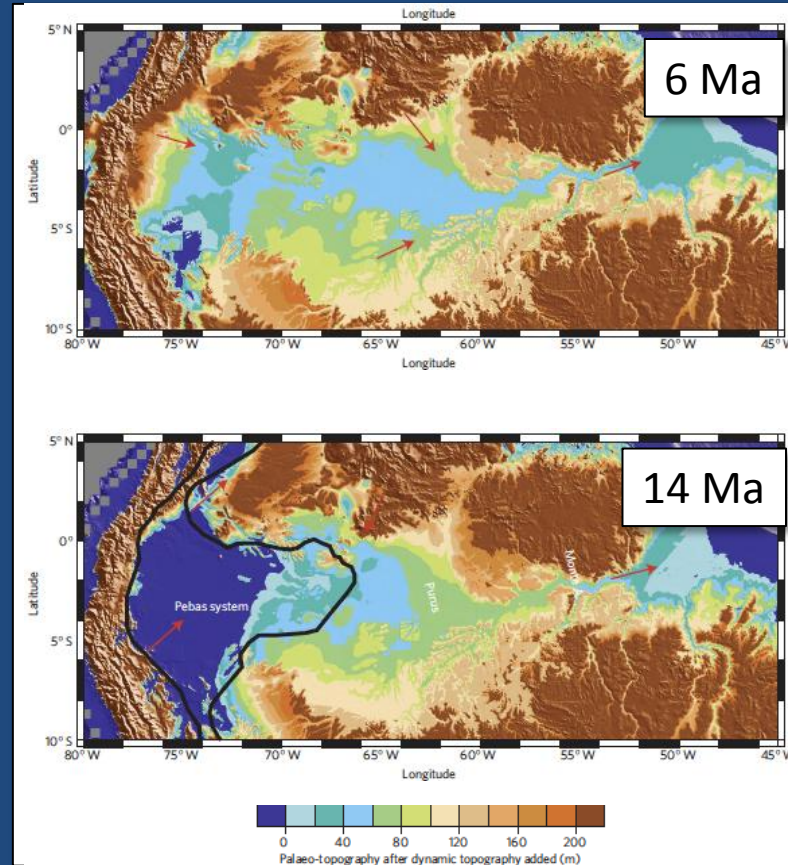 Longitude
5° N
0°
5° S
10° S
Latitude
6 Ma
80° W
75° W
70° W
65° W
60° W
55° W
50° W
45° W
Longitude
5° N
0°
5° S
10° S
Latitude
14 Ma
Pebas system
Purus
80° W
75° W
70° W
65° W
60° W
55° W
50° W
45° W
Longitude
0
40
80
120
160
200
Palaeo-topography after dynamic topography added (m)